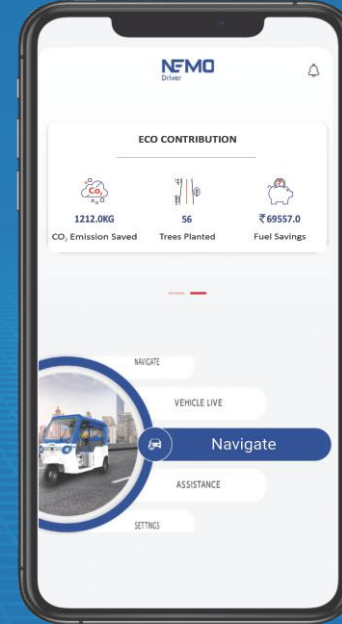 NEMO
Driver
ECO CONTRIBUTION
CO₂
1212.0KG 56 ₹69557.0
CO₂ Emission Saved Trees Planted Fuel Savings
NAVIGATE
VEHICLE LIVE
Navigate
ASSISTANCE
SETTINGS